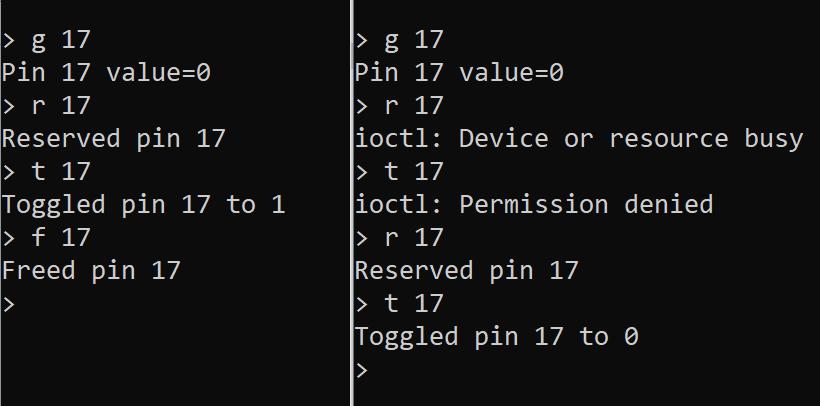 > g 17
Pin 17 value=0
> r 17
Reserved pin 17
> t 17
Toggled pin 17 to 1
> f 17
Freed pin 17
>
> g 17
Pin 17 value=0
> r 17
ioctl: Device or resource busy
> t 17
ioctl: Permission denied
> r 17
Reserved pin 17
> t 17
Toggled pin 17 to 0
>